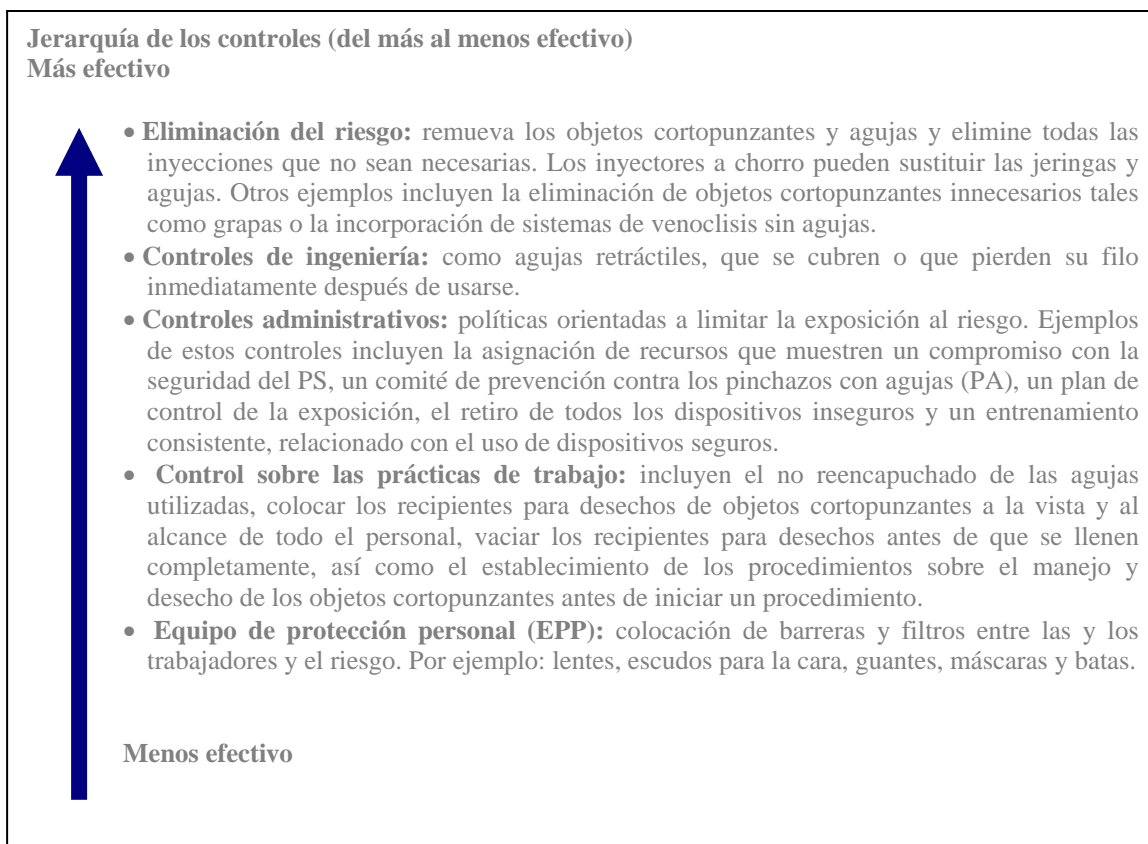 Jerarquía de los controles (del más al menos efectivo)
Más efectivo
• Eliminación del riesgo: remueva los objetos cortopunzantes y agujas y elimine todas las
inyecciones que no sean necesarias. Los inyectores a chorro pueden sustituir las jeringas y
agujas. Otros ejemplos incluyen la eliminación de objetos cortopunzantes innecesarios tales
como grapas o la incorporación de sistemas de venoclisis sin agujas.
• Controles de ingeniería: como agujas retráctiles, que se cubren o que pierden su filo
inmediatamente después de usarse.
• Controles administrativos: políticas orientadas a limitar la exposición al riesgo. Ejemplos
de estos controles incluyen la asignación de recursos que muestren un compromiso con la
seguridad del PS, un comité de prevención contra los pinchazos con agujas (PA), un plan de
control de la exposición, el retiro de todos los dispositivos inseguros y un entrenamiento
consistente, relacionado con el uso de dispositivos seguros.
• Control sobre las prácticas de trabajo: incluyen el no reencapuchado de las agujas
utilizadas, colocar los recipientes para desechos de objetos cortopunzantes a la vista y al
alcance de todo el personal, vaciar los recipientes para desechos antes de que se llenen
completamente, así como el establecimiento de los procedimientos sobre el manejo y
desecho de los objetos cortopunzantes antes de iniciar un procedimiento.
• Equipo de protección personal (EPP): colocación de barreras y filtros entre las y los
trabajadores y el riesgo. Por ejemplo: lentes, escudos para la cara, guantes, máscaras y batas.
Menos efectivo